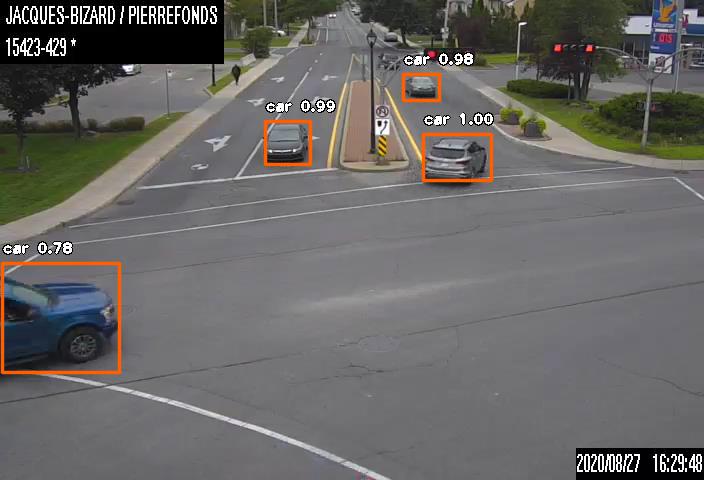 JACQUES-BIZARD / PIERREFONDS
15423-429 *
car 0.98
car 0.99
car 1.00
car 0.78
2020/08/27 16:29:48